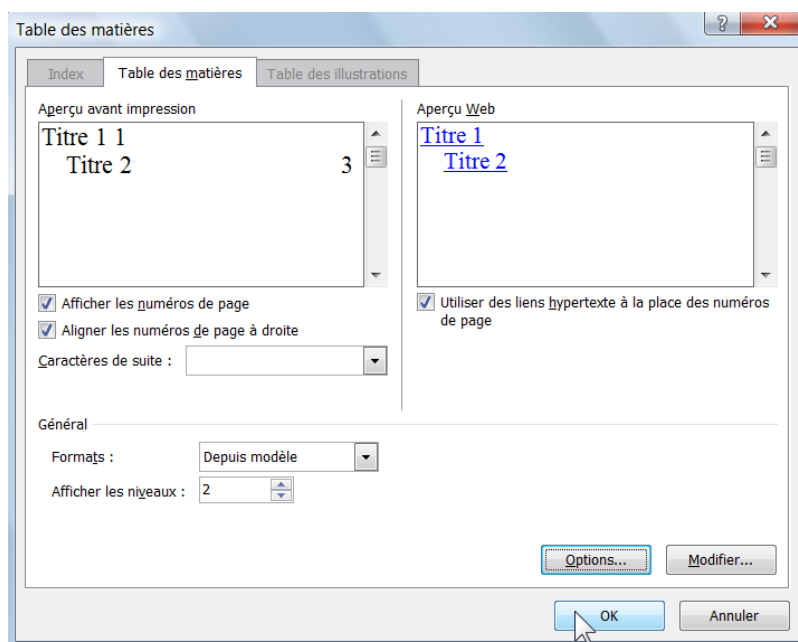 Table des matières
Index
Table des matières
Table des illustrations
Aperçu avant impression
Titre 1 1
Titre 2 3
Afficher les numéros de page
Aligner les numéros de page à droite
Caractères de suite :
Aperçu Web
Titre 1
Titre 2
Utiliser des liens hypertexte à la place des numéros
de page
Général
Formats : Depuis modèle
Afficher les niveaux : 2
Options...
Modifier...
OK
Annuler